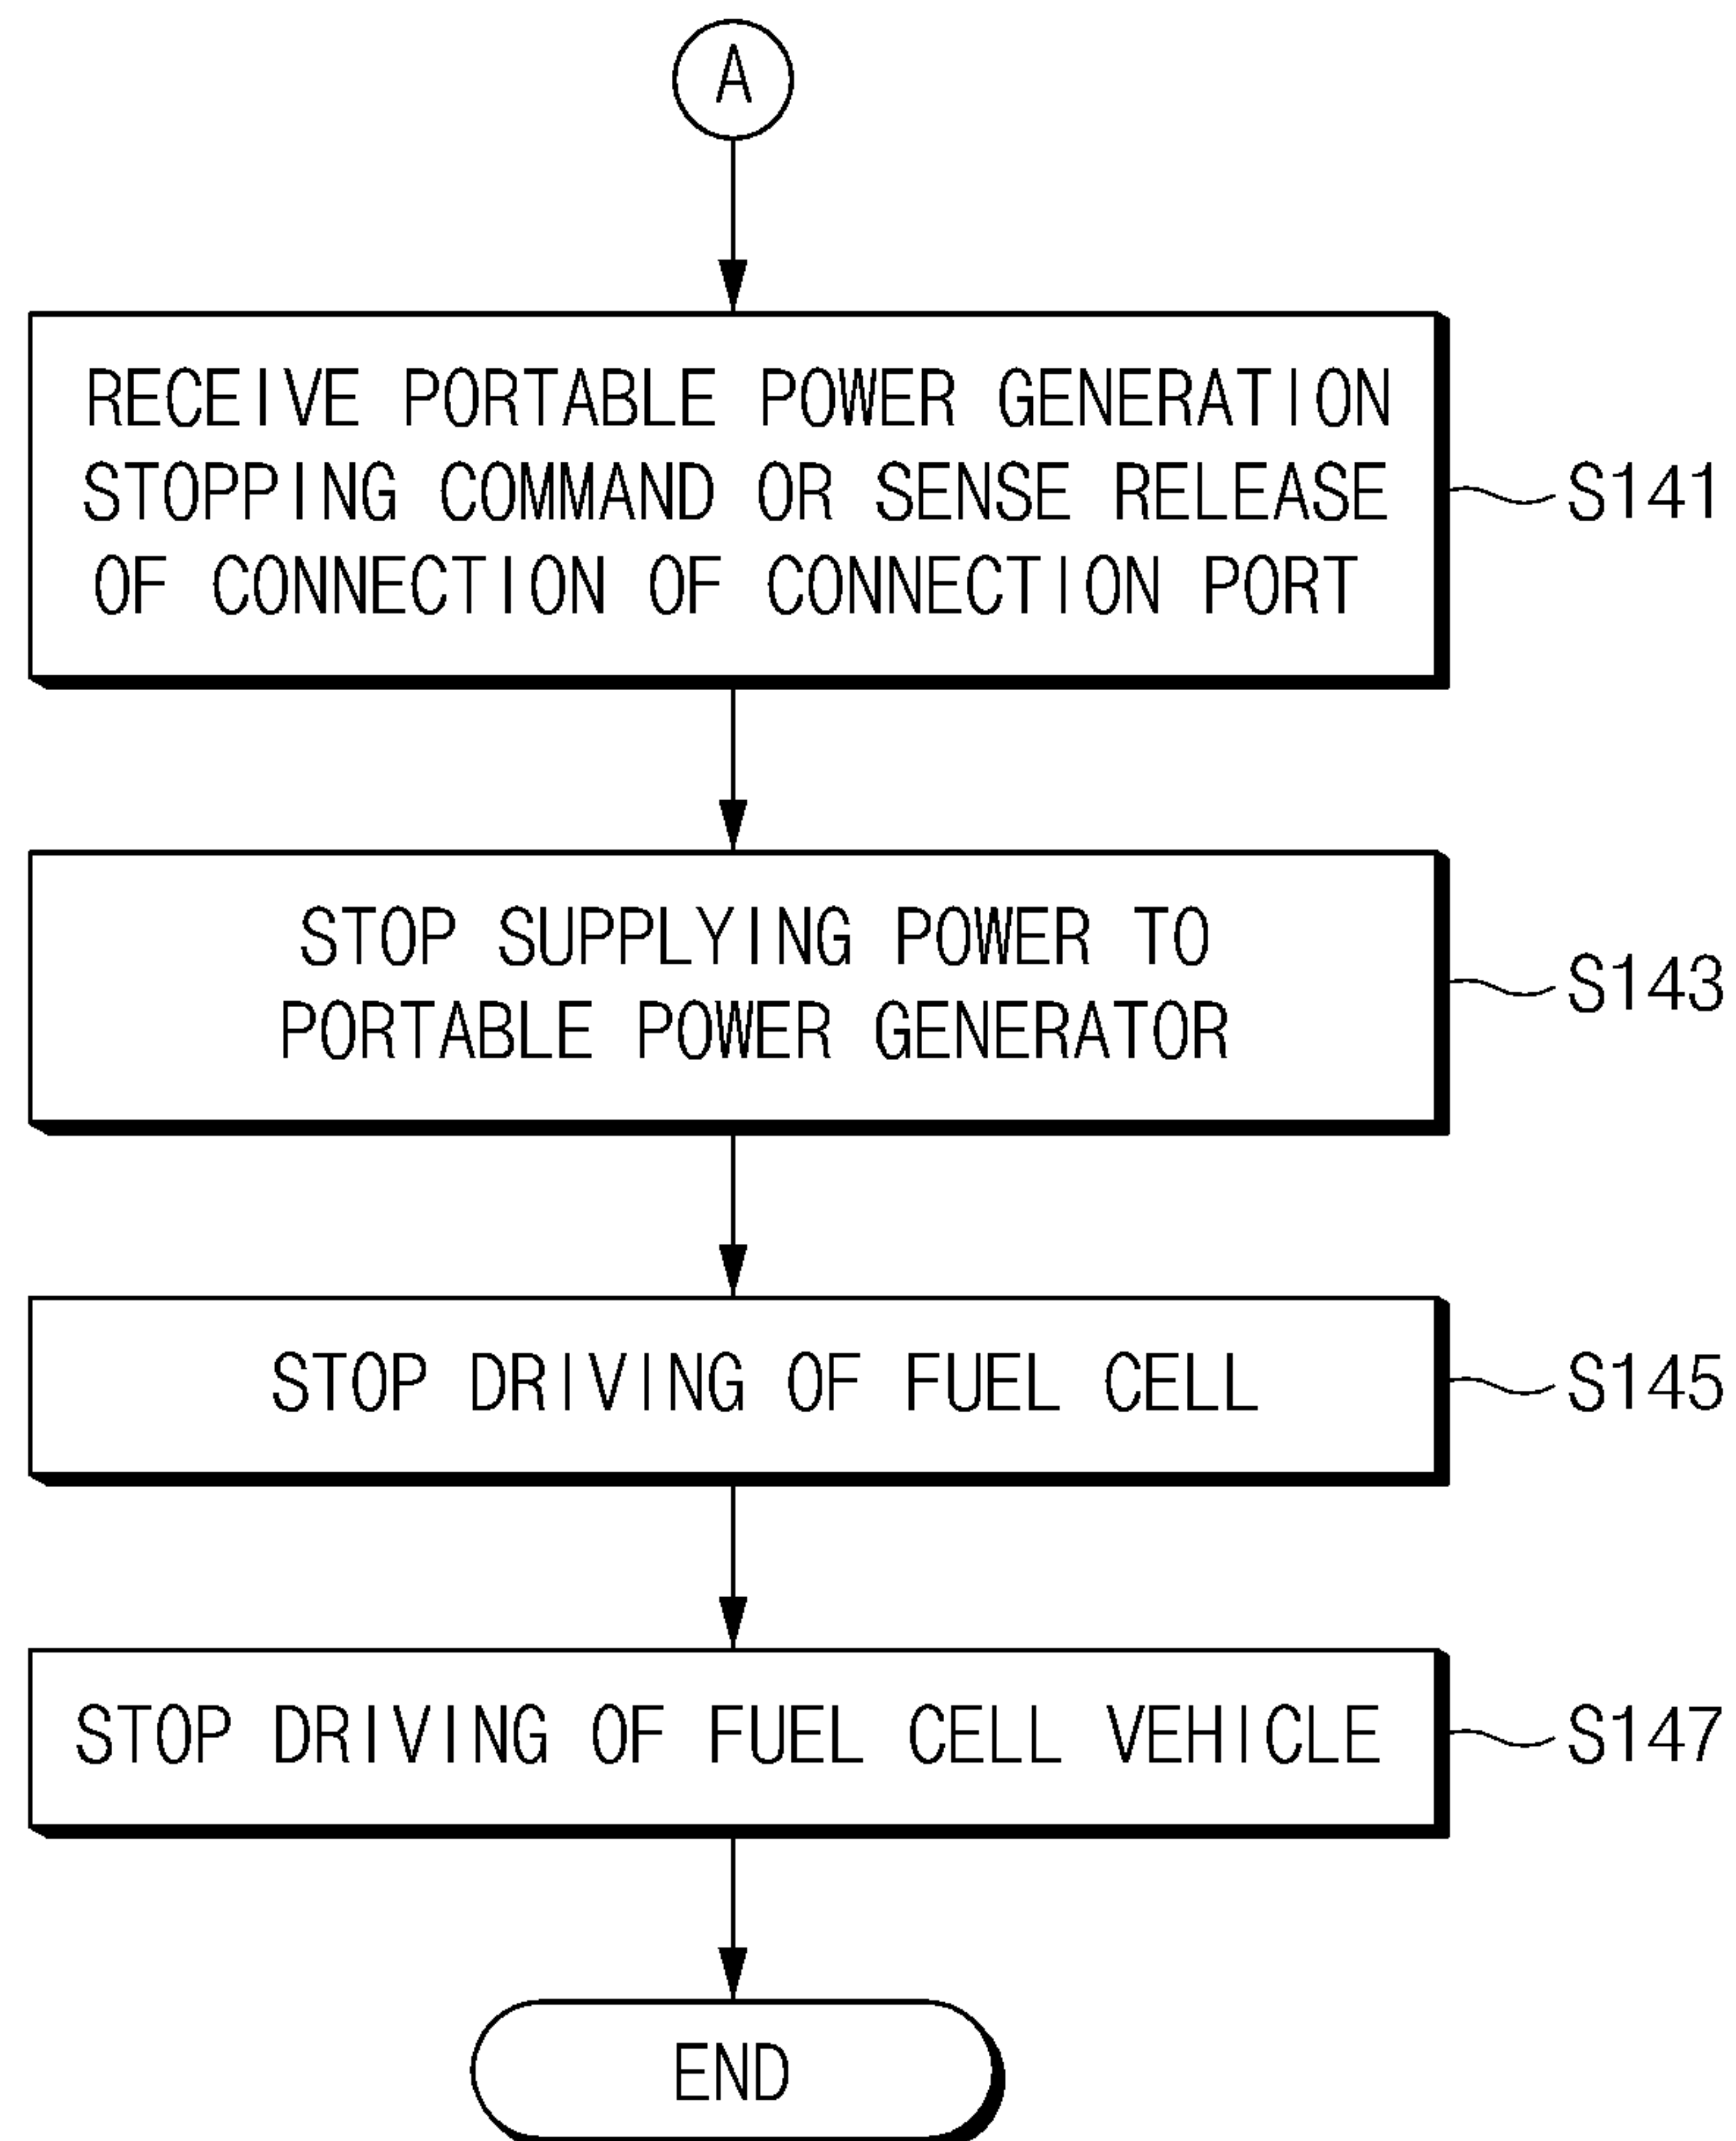 A
RECEIVE PORTABLE POWER GENERATION
STOPPING COMMAND OR SENSE RELEASE
OF CONNECTION OF CONNECTION PORT
S141
STOP SUPPLYING POWER TO
PORTABLE POWER GENERATOR
S143
STOP DRIVING OF FUEL CELL
S145
STOP DRIVING OF FUEL CELL VEHICLE
S147
END